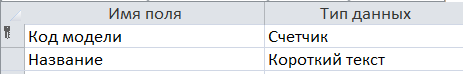 Имя поля Тип данных
Код модели Счетчик
Название Короткий текст